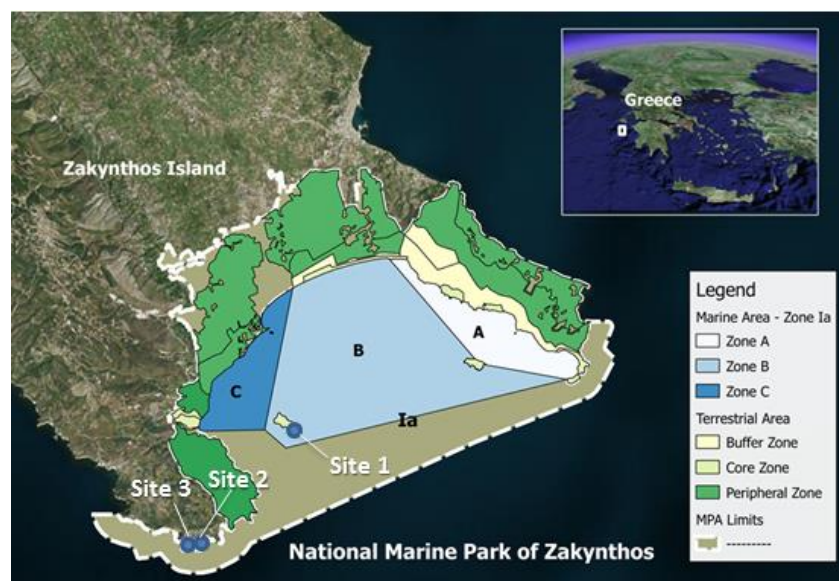 Greece
Zakynthos Island
A
B
C
Ia
Site 1
Site 3
Site 2
National Marine Park of Zakynthos
Legend
Marine Area - Zone Ia
Zone A
Zone B
Zone C
Terrestrial Area
Buffer Zone
Core Zone
Peripheral Zone
MPA Limits
---------